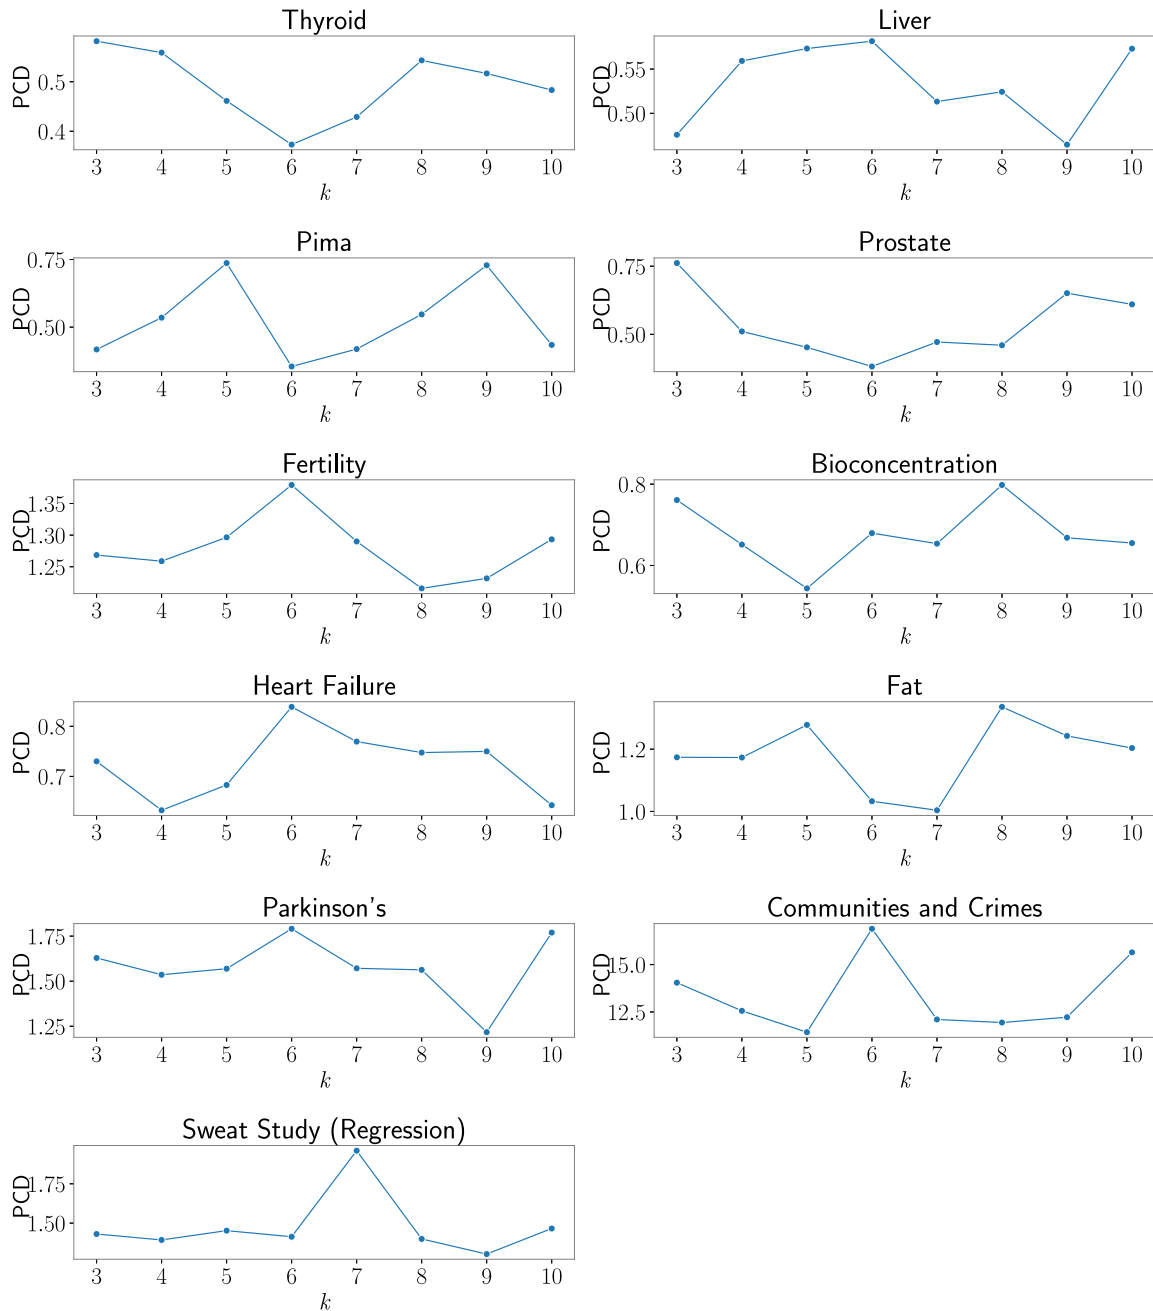 Thyroid
PCD
0.5
0.4
3 4 5 6 7 8 9 10
k
Liver
PCD
0.55
0.50
3 4 5 6 7 8 9 10
k
Pima
PCD
0.75
0.50
3 4 5 6 7 8 9 10
k
Prostate
PCD
0.75
0.50
3 4 5 6 7 8 9 10
k
Fertility
PCD
1.35
1.30
1.25
3 4 5 6 7 8 9 10
k
Bioconcentration
PCD
0.8
0.6
3 4 5 6 7 8 9 10
k
Heart Failure
PCD
0.8
0.7
3 4 5 6 7 8 9 10
k
Fat
PCD
1.2
1.0
3 4 5 6 7 8 9 10
k
Parkinson's
PCD
1.75
1.50
1.25
3 4 5 6 7 8 9 10
k
Communities and Crimes
PCD
15.0
12.5
3 4 5 6 7 8 9 10
k
Sweat Study (Regression)
PCD
1.75
1.50
3 4 5 6 7 8 9 10
k